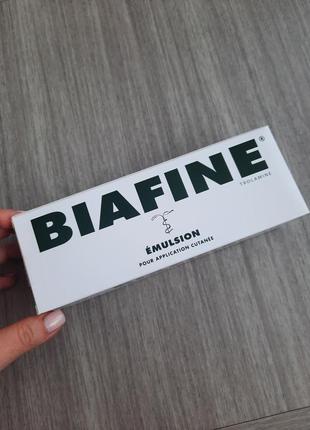 BIAFINE®
TROLAMINE
ÉMULSION
POUR APPLICATION CUTANÉE